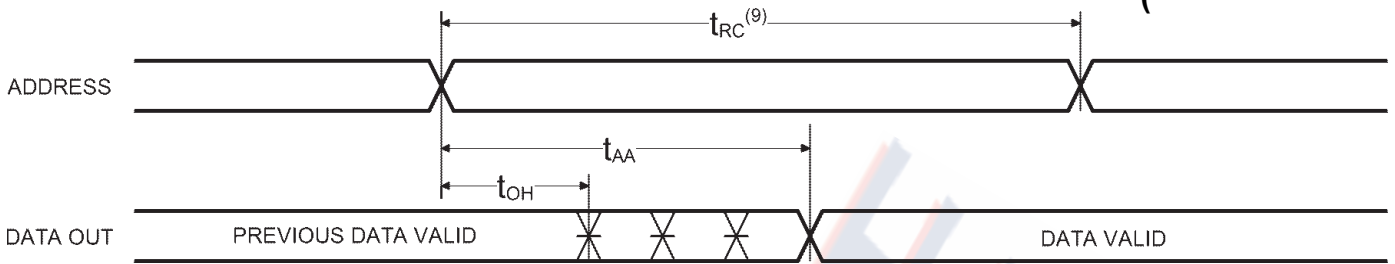 tRC(9)
ADDRESS
tAA
tOH
DATA OUT
PREVIOUS DATA VALID
DATA VALID